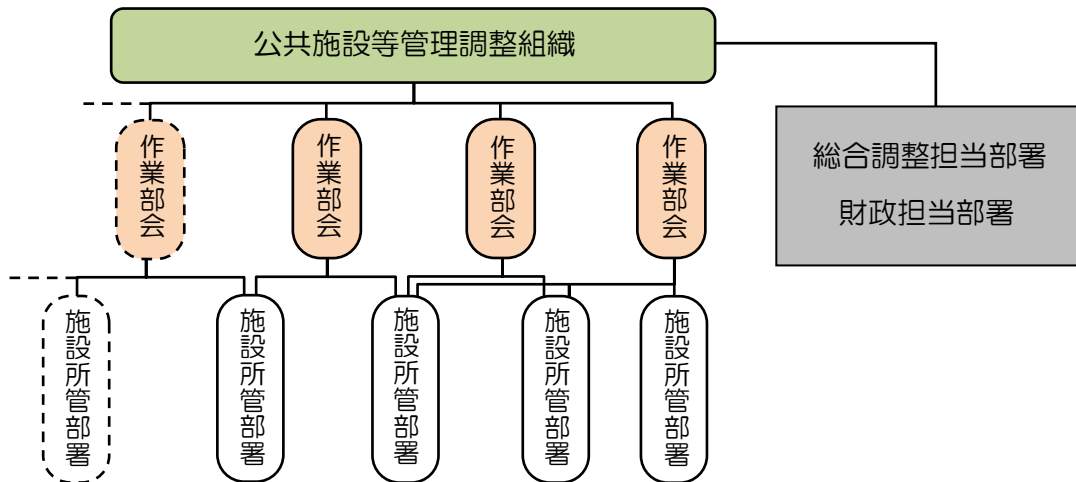 公共施設等管理調整組織
総合調整担当部署
財政担当部署
作業部会
作業部会
作業部会
作業部会
施設所管部署
施設所管部署
施設所管部署
施設所管部署
施設所管部署